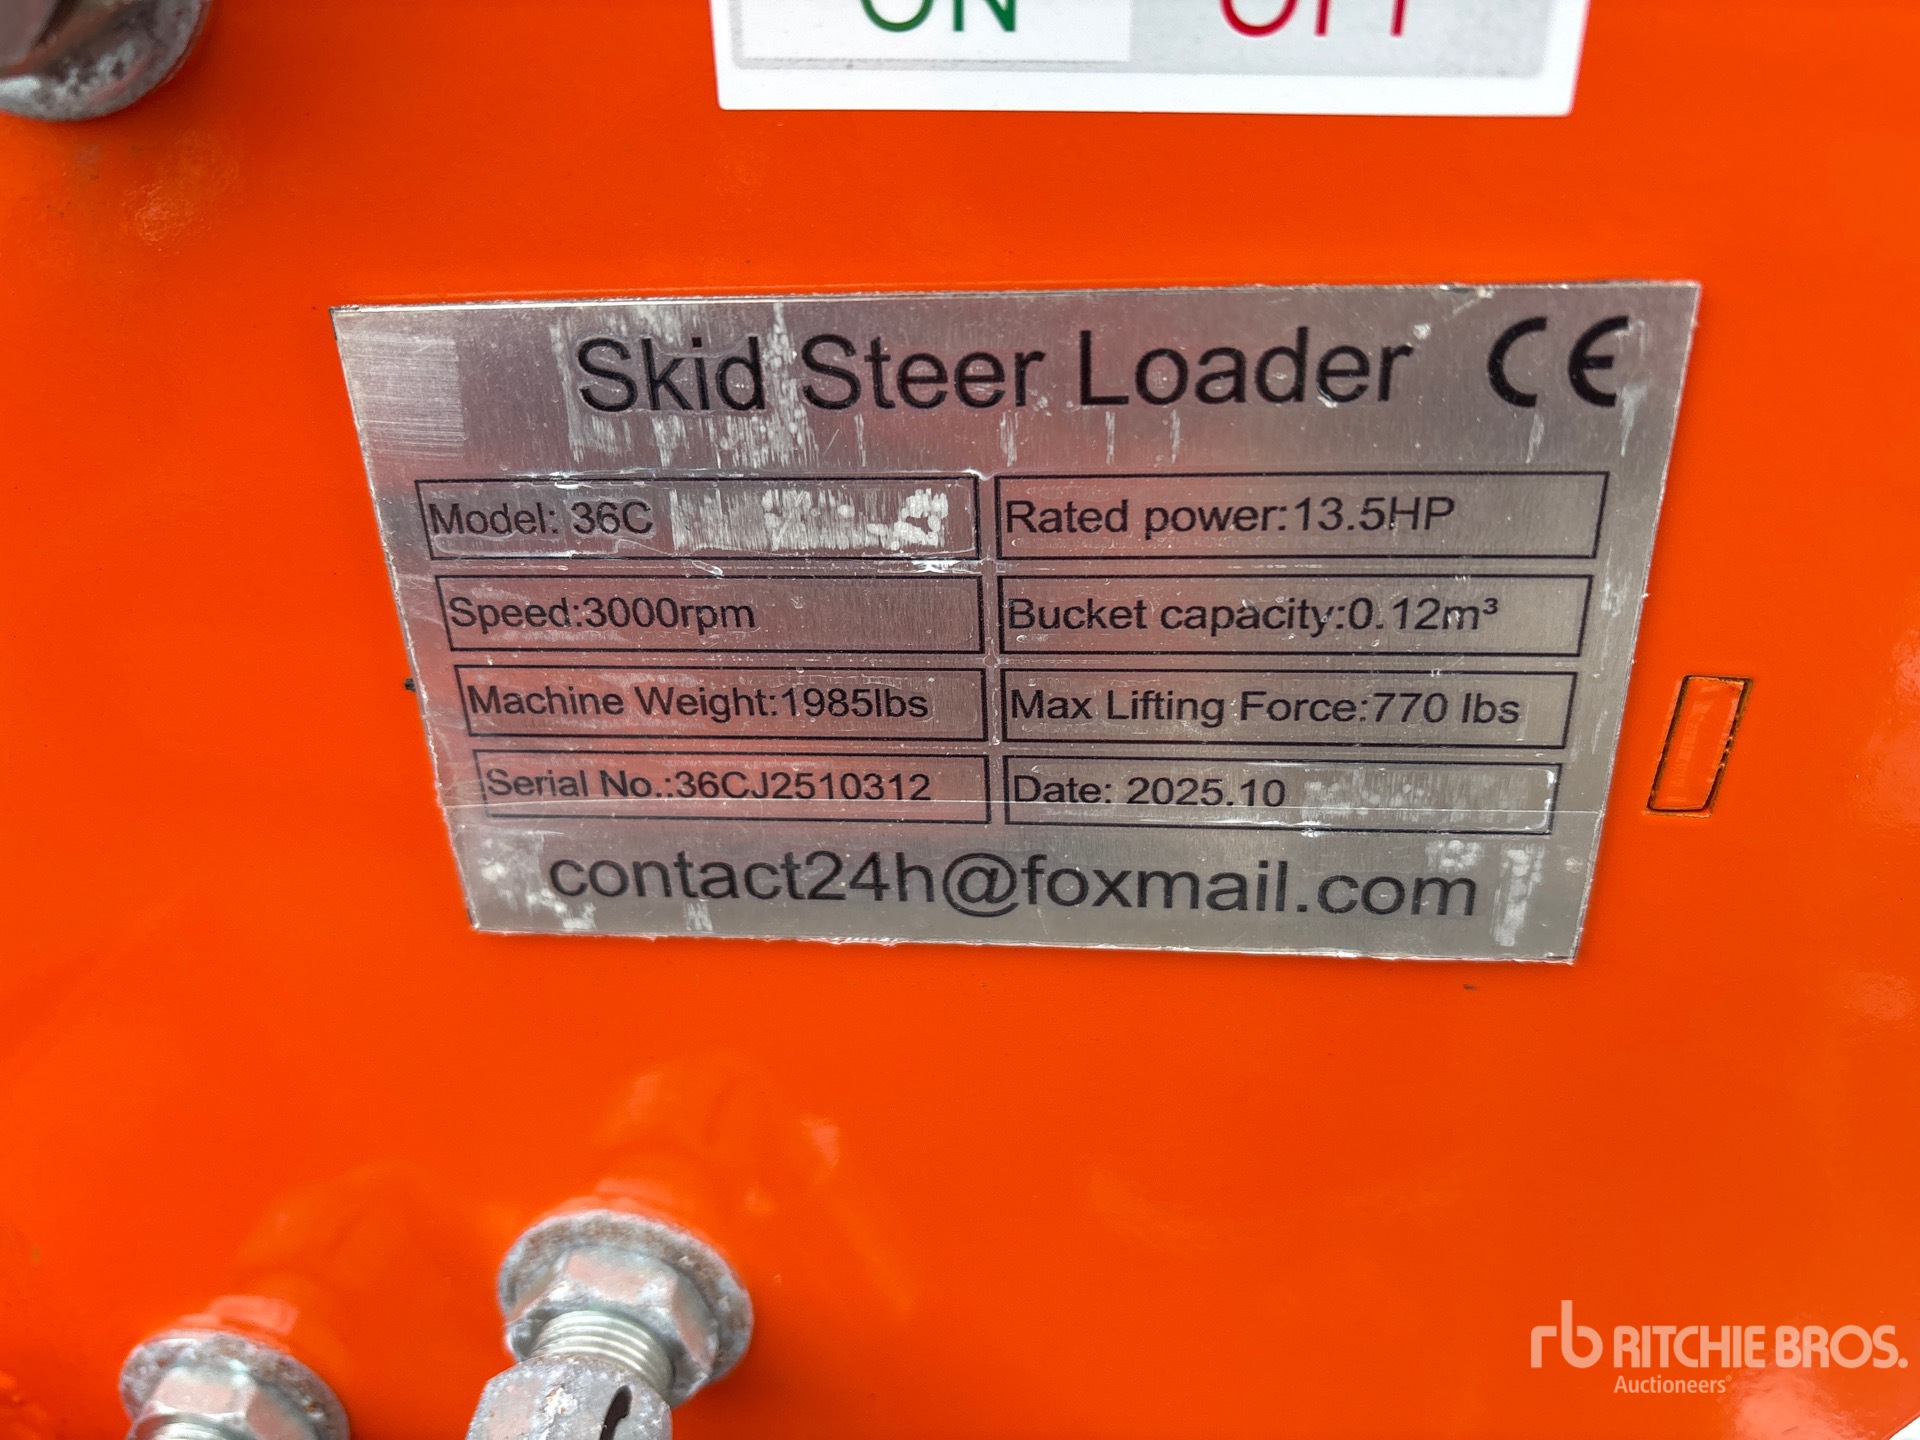 ON OFF
Skid Steer Loader CE
Model: 36C
Rated power:13.5HP
Speed:3000rpm
Bucket capacity:0.12m³
Machine Weight:1985lbs
Max Lifting Force:770 lbs
Serial No.:36CJ2510312
Date: 2025.10
contact24h@foxmail.com
rb RITCHIE BROS.
Auctioneers